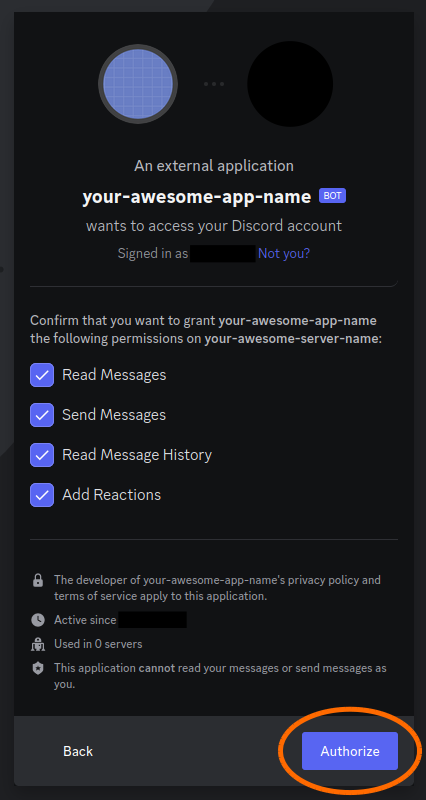 An external application
your-awesome-app-name BOT
wants to access your Discord account
Signed in as Not you?
Confirm that you want to grant your-awesome-app-name
the following permissions on your-awesome-server-name:
Read Messages
Send Messages
Read Message History
Add Reactions
The developer of your-awesome-app-name's privacy policy and
terms of service apply to this application.
Active since
Used in 0 servers
This application cannot read your messages or send messages as
you.
Back
Authorize